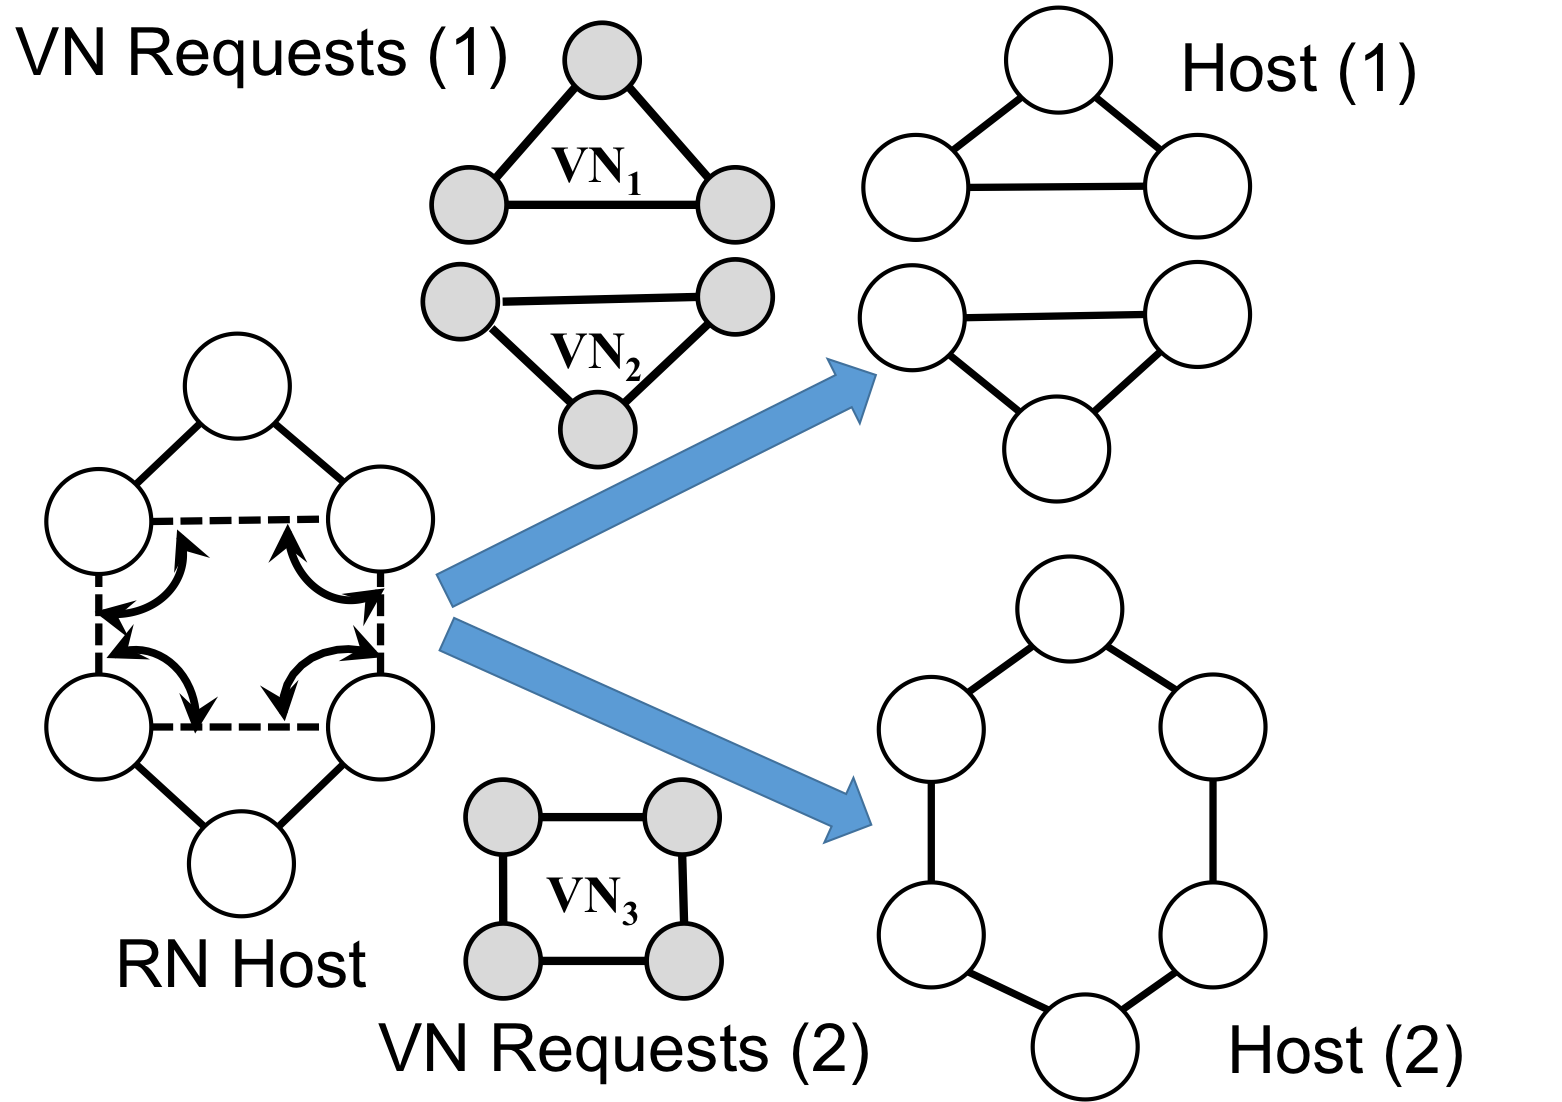 VN Requests (1)
Host (1)
VN₁
VN₂
RN Host
VN₃
VN Requests (2)
Host (2)